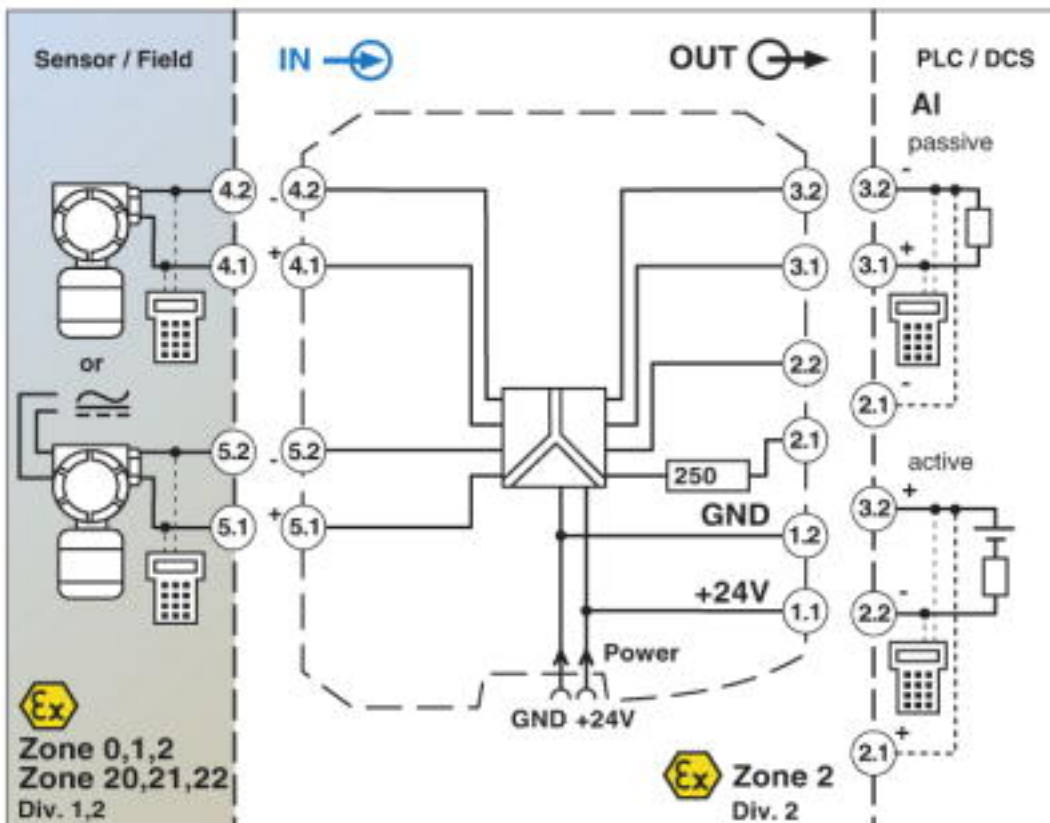 Sensor / Field
IN
OUT
PLC / DCS
AI
passive
4.2
- 4.2
3.2
3.2 -
4.1
+ 4.1
3.1
3.1 +
or
2.2
2.1 -
5.2
- 5.2
2.1
250
active
GND
3.2 +
5.1
+ 5.1
1.2
+24V
1.1
2.2 -
Power
GND +24V
2.1 +
Ex
Zone 0,1,2
Zone 20,21,22
Div. 1,2
Ex
Zone 2
Div. 2